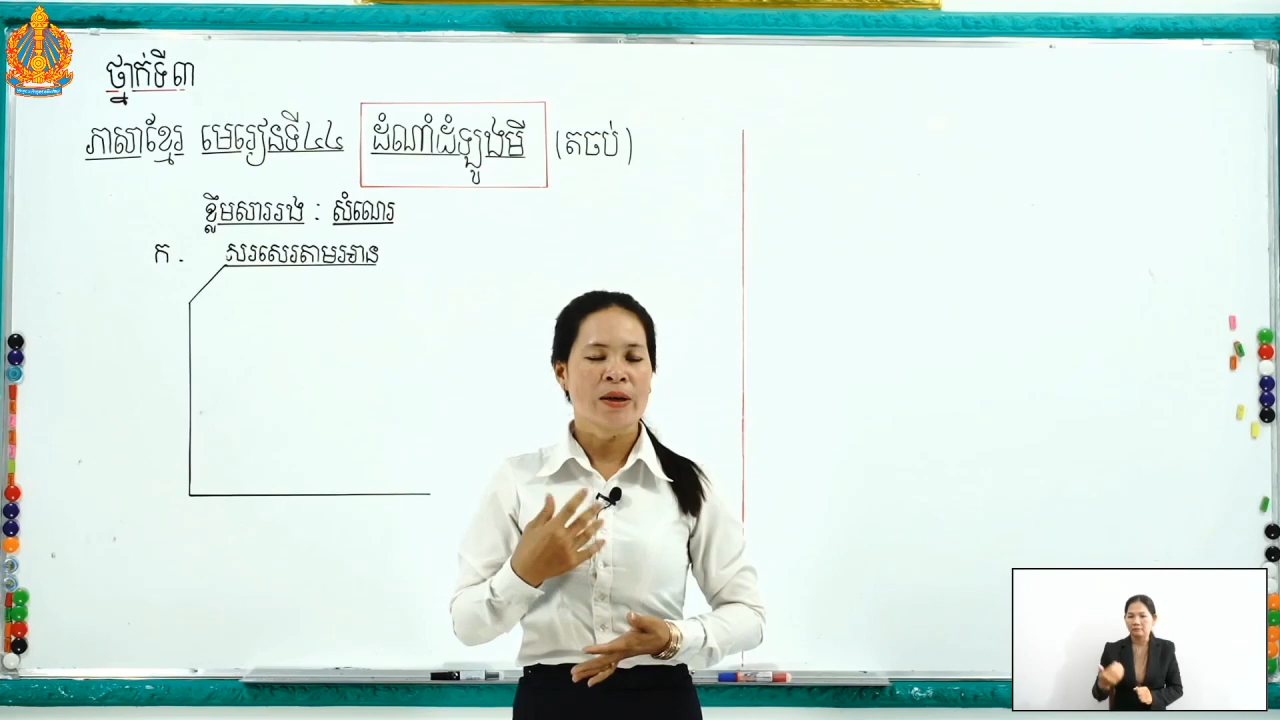 ថ្នាក់ទី៣
ភាសាខ្មែរ មេរៀនទី៤៤ ដំណាំដំឡូងមី (តចប់)
ខ្លឹមសាររង : សំណេរ
ក. សរសេរតាមអាន